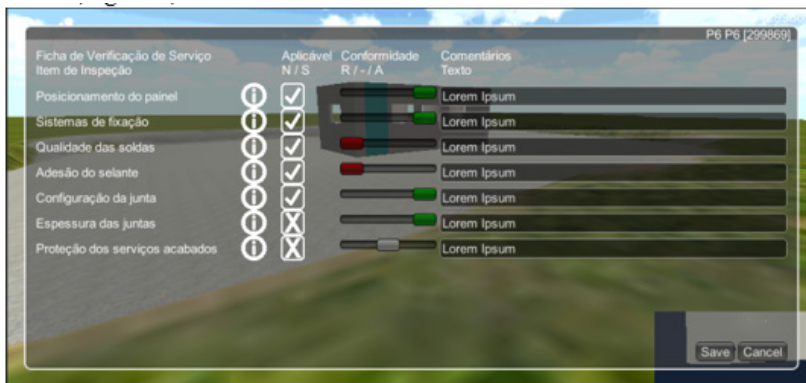 P6 P6 [299869]
Ficha de Verificação de Serviço Aplicável Conformidade Comentários
Item de Inspeção N / S R / - / A Texto
Posicionamento do painel Lorem Ipsum
Sistemas de fixação Lorem Ipsum
Qualidade das soldas Lorem Ipsum
Adesão do selante Lorem Ipsum
Configuração da junta Lorem Ipsum
Espessura das juntas Lorem Ipsum
Proteção dos serviços acabados Lorem Ipsum
Save Cancel